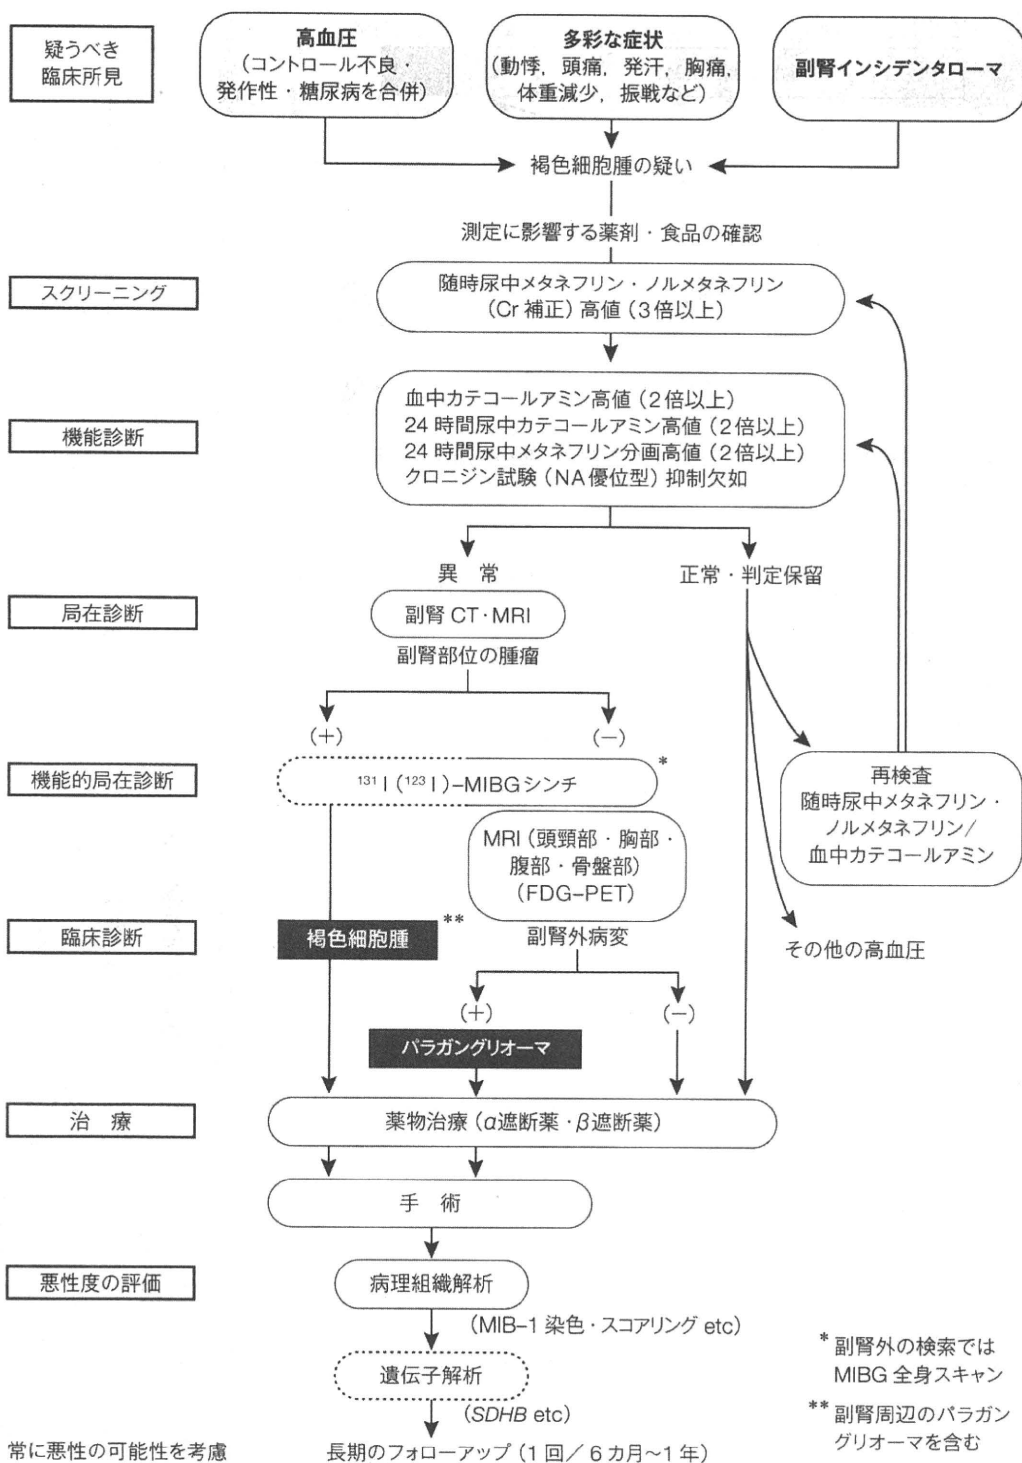 疑うべき
臨床所見
高血圧
(コントロール不良・
発作性・糖尿病を合併)
多彩な症状
(動悸,頭痛,発汗,胸痛,
体重減少,振戦など)
副腎インシデンタローマ
褐色細胞腫の疑い
測定に影響する薬剤・食品の確認
スクリーニング
随時尿中メタネフリン・ノルメタネフリン
(Cr 補正)高値(3倍以上)
機能診断
血中カテコールアミン高値(2倍以上)
24 時間尿中カテコールアミン高値(2倍以上)
24 時間尿中メタネフリン分画高値(2倍以上)
クロニジン試験(NA優位型)抑制欠如
異 常
正常・判定保留
局在診断
副腎 CT・MRI
副腎部位の腫瘤
(+)
(-)
機能的局在診断
¹³¹I(¹²³I)-MIBGシンチ
*
再検査
随時尿中メタネフリン・
ノルメタネフリン/
血中カテコールアミン
MRI(頭頸部・胸部・
腹部・骨盤部)
(FDG-PET)
臨床診断
褐色細胞腫
**
副腎外病変
その他の高血圧
(+)
(-)
パラガングリオーマ
治 療
薬物治療(α遮断薬・β遮断薬)
手 術
悪性度の評価
病理組織解析
(MIB-1 染色・スコアリング etc)
遺伝子解析
(SDHB etc)
常に悪性の可能性を考慮
長期のフォローアップ(1回/6カ月~1年)
* 副腎外の検索では
MIBG 全身スキャン
** 副腎周辺のパラガン
グリオーマを含む